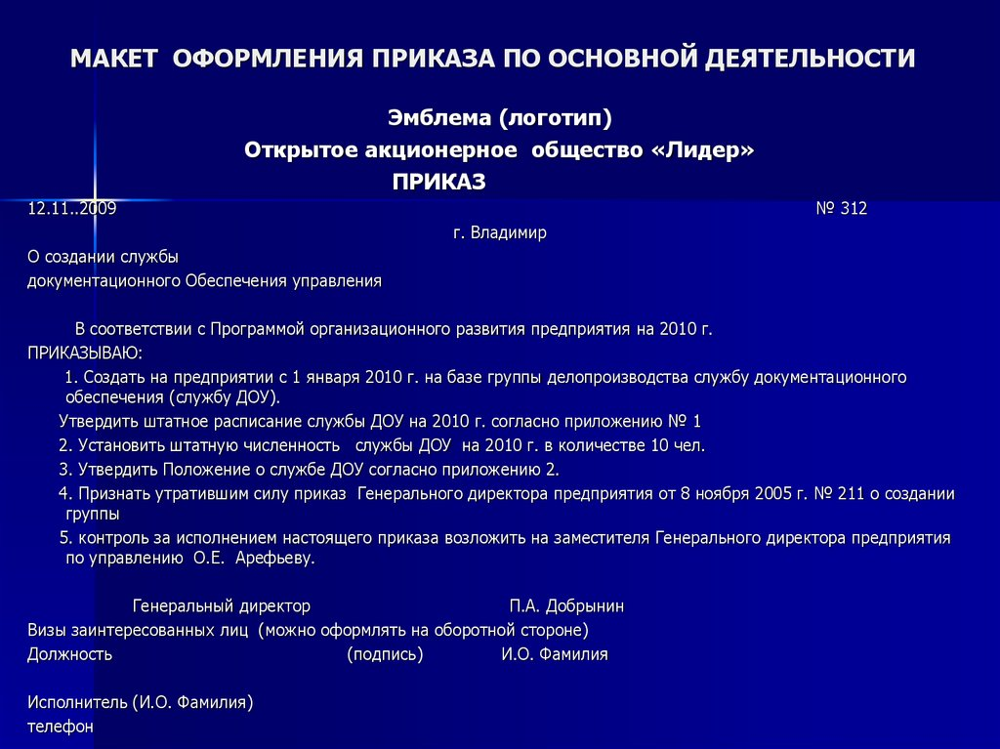 МАКЕТ ОФОРМЛЕНИЯ ПРИКАЗА ПО ОСНОВНОЙ ДЕЯТЕЛЬНОСТИ
Эмблема (логотип)
Открытое акционерное общество «Лидер»
ПРИКАЗ
12.11..2009 № 312
г. Владимир
О создании службы
документационного Обеспечения управления
В соответствии с Программой организационного развития предприятия на 2010 г.
ПРИКАЗЫВАЮ:
1. Создать на предприятии с 1 января 2010 г. на базе группы делопроизводства службу документационного
обеспечения (службу ДОУ).
Утвердить штатное расписание службы ДОУ на 2010 г. согласно приложению № 1
2. Установить штатную численность службы ДОУ на 2010 г. в количестве 10 чел.
3. Утвердить Положение о службе ДОУ согласно приложению 2.
4. Признать утратившим силу приказ Генерального директора предприятия от 8 ноября 2005 г. № 211 о создании
группы
5. контроль за исполнением настоящего приказа возложить на заместителя Генерального директора предприятия
по управлению О.Е. Арефьеву.
Генеральный директор П.А. Добрынин
Визы заинтересованных лиц (можно оформлять на оборотной стороне)
Должность (подпись) И.О. Фамилия
Исполнитель (И.О. Фамилия)
телефон